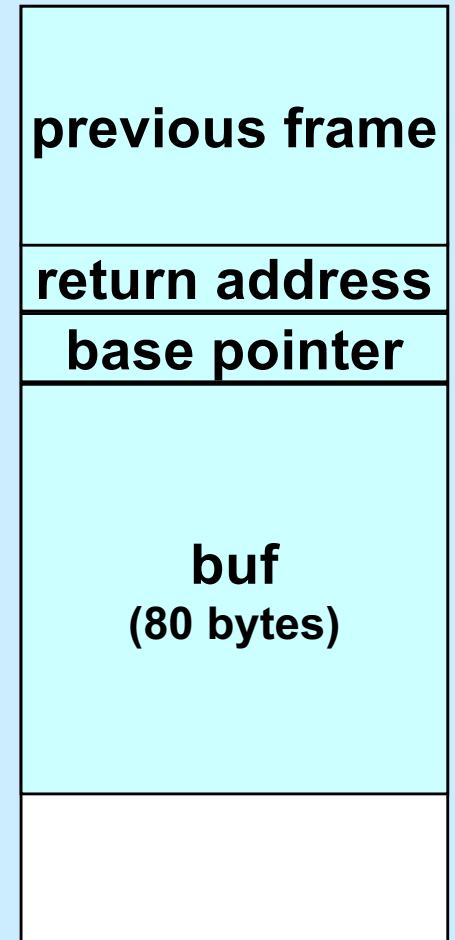 previous frame
return address
base pointer
buf
(80 bytes)